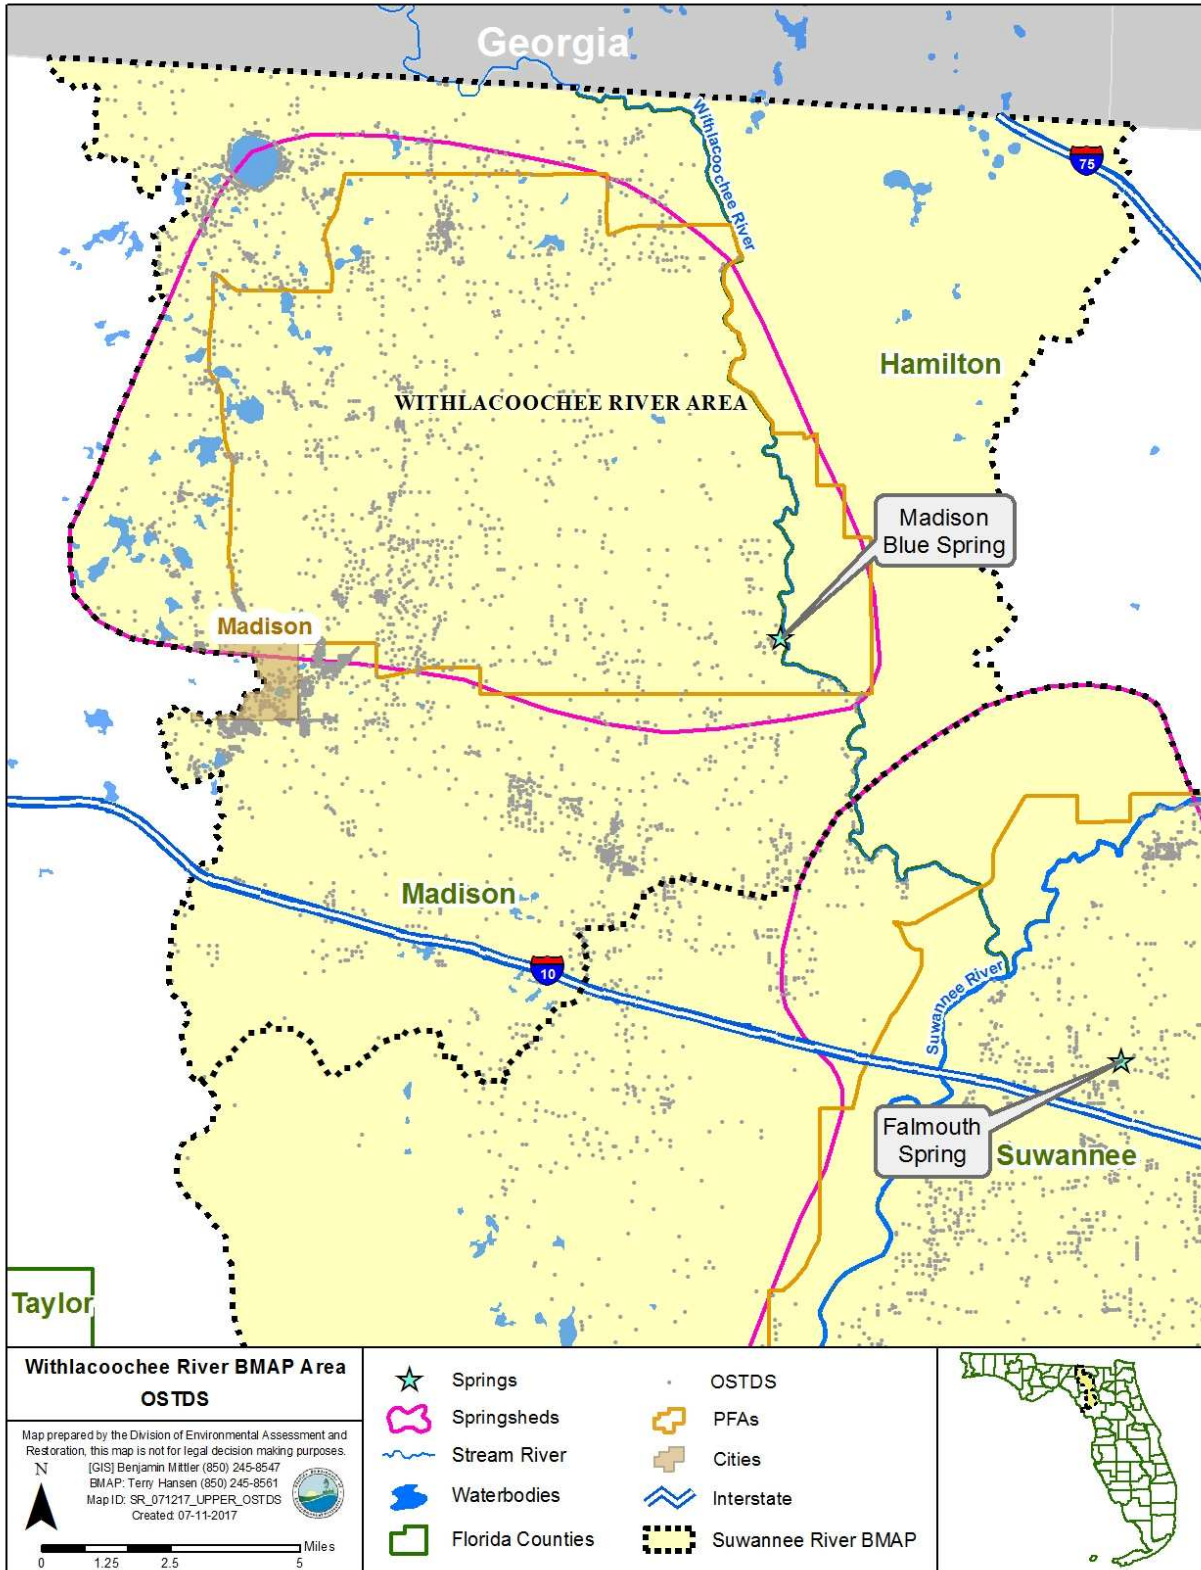 Georgia
Withlacoochee River
75
Hamilton
WITHLACOOCHEE RIVER AREA
Madison
Blue Spring
Madison
Madison
10
Suwannee River
Falmouth
Spring
Suwannee
Taylor
Withlacoochee River BMAP Area
OSTDS
Map prepared by the Division of Environmental Assessment and
Restoration, this map is not for legal decision making purposes.
[GIS] Benjamin Mittler (850) 245-8547
BMAP: Terry Hansen (850) 245-8561
Map ID: SR_071217_UPPER_OSTDS
Created: 07-11-2017
N
Miles
0 1.25 2.5 5
Springs
Springsheds
Stream River
Waterbodies
Florida Counties
OSTDS
PFAs
Cities
Interstate
Suwannee River BMAP